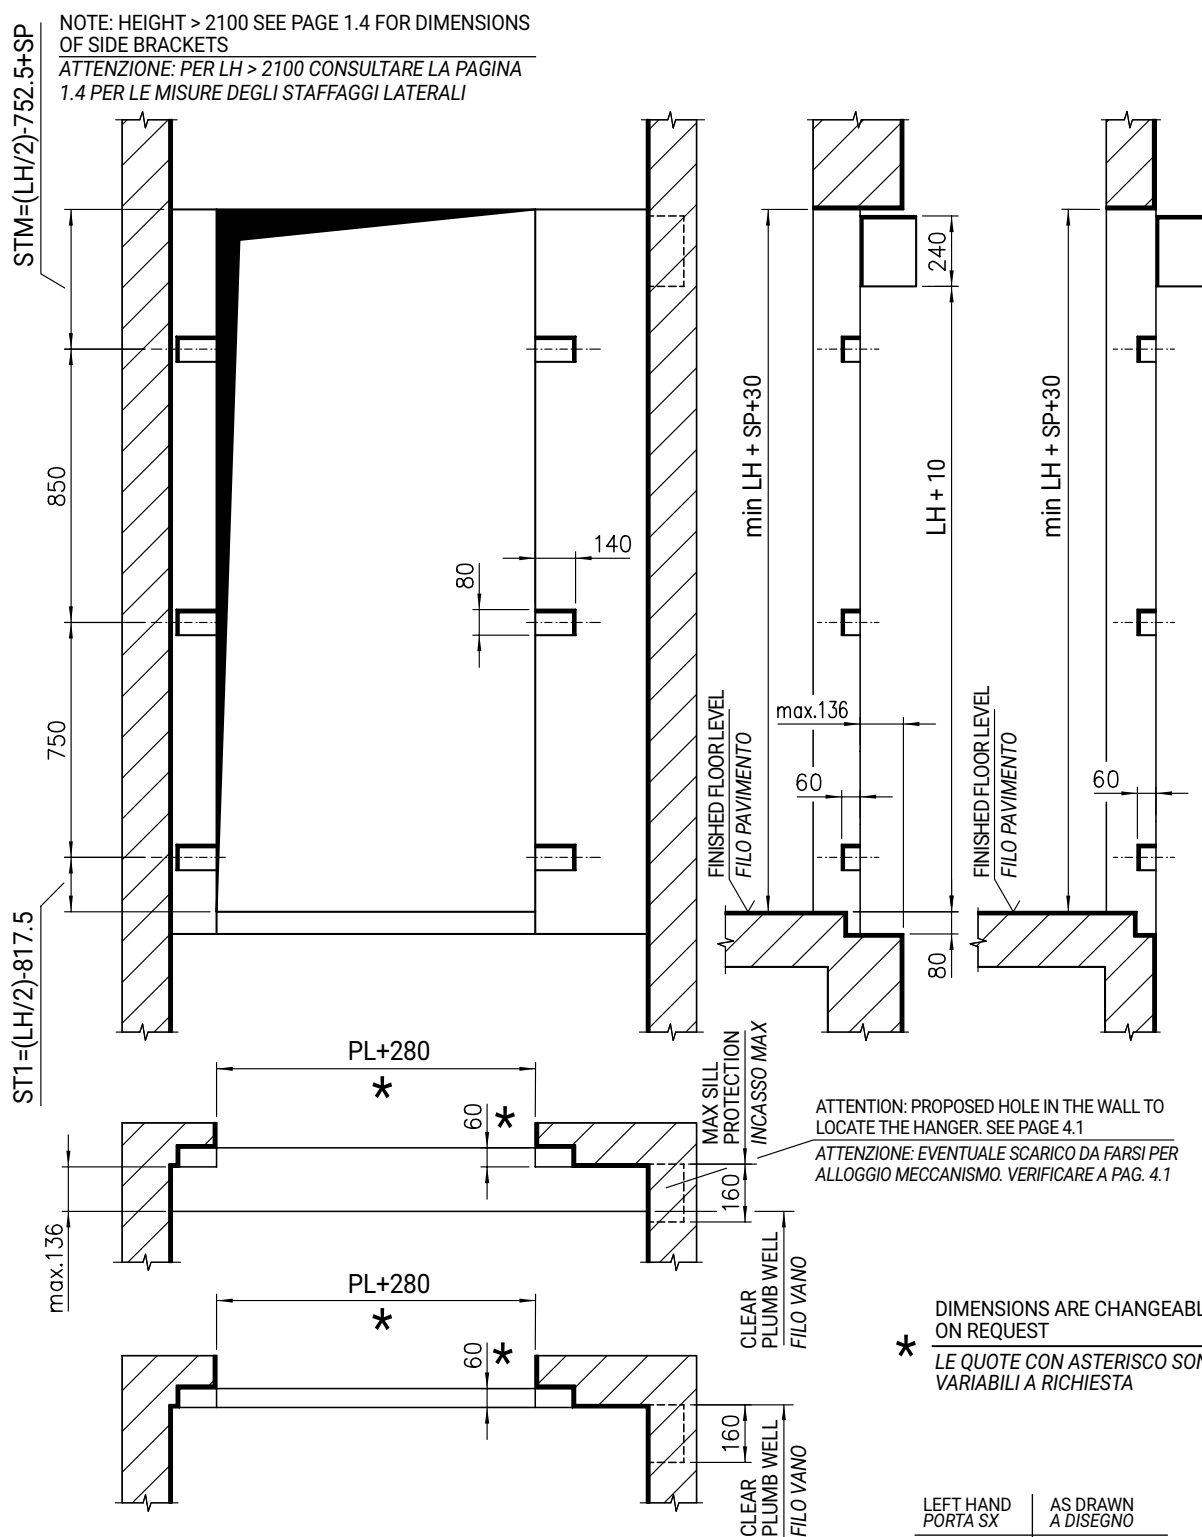 NOTE: HEIGHT > 2100 SEE PAGE 1.4 FOR DIMENSIONS
OF SIDE BRACKETS
ATTENZIONE: PER LH > 2100 CONSULTARE LA PAGINA
1.4 PER LE MISURE DEGLI STAFFAGGI LATERALI
STM=(LH/2)-752.5+SP
850
750
ST1=(LH/2)-817.5
140
80
240
min LH + SP+30
LH + 10
min LH + SP+30
max.136
60
60
FINISHED FLOOR LEVEL
FILO PAVIMENTO
FINISHED FLOOR LEVEL
FILO PAVIMENTO
80
PL+280
*
60
*
max.136
MAX SILL
PROTECTION
INCASSO MAX
160
ATTENTION: PROPOSED HOLE IN THE WALL TO
LOCATE THE HANGER. SEE PAGE 4.1
ATTENZIONE: EVENTUALE SCARICO DA FARSI PER
ALLOGGIO MECCANISMO. VERIFICARE A PAG. 4.1
CLEAR
PLUMB WELL
FILO VANO
PL+280
*
60
*
160
CLEAR
PLUMB WELL
FILO VANO
*
DIMENSIONS ARE CHANGEABL
ON REQUEST
LE QUOTE CON ASTERISCO SON
VARIABILI A RICHIESTA
LEFT HAND
PORTA SX
AS DRAWN
A DISEGNO